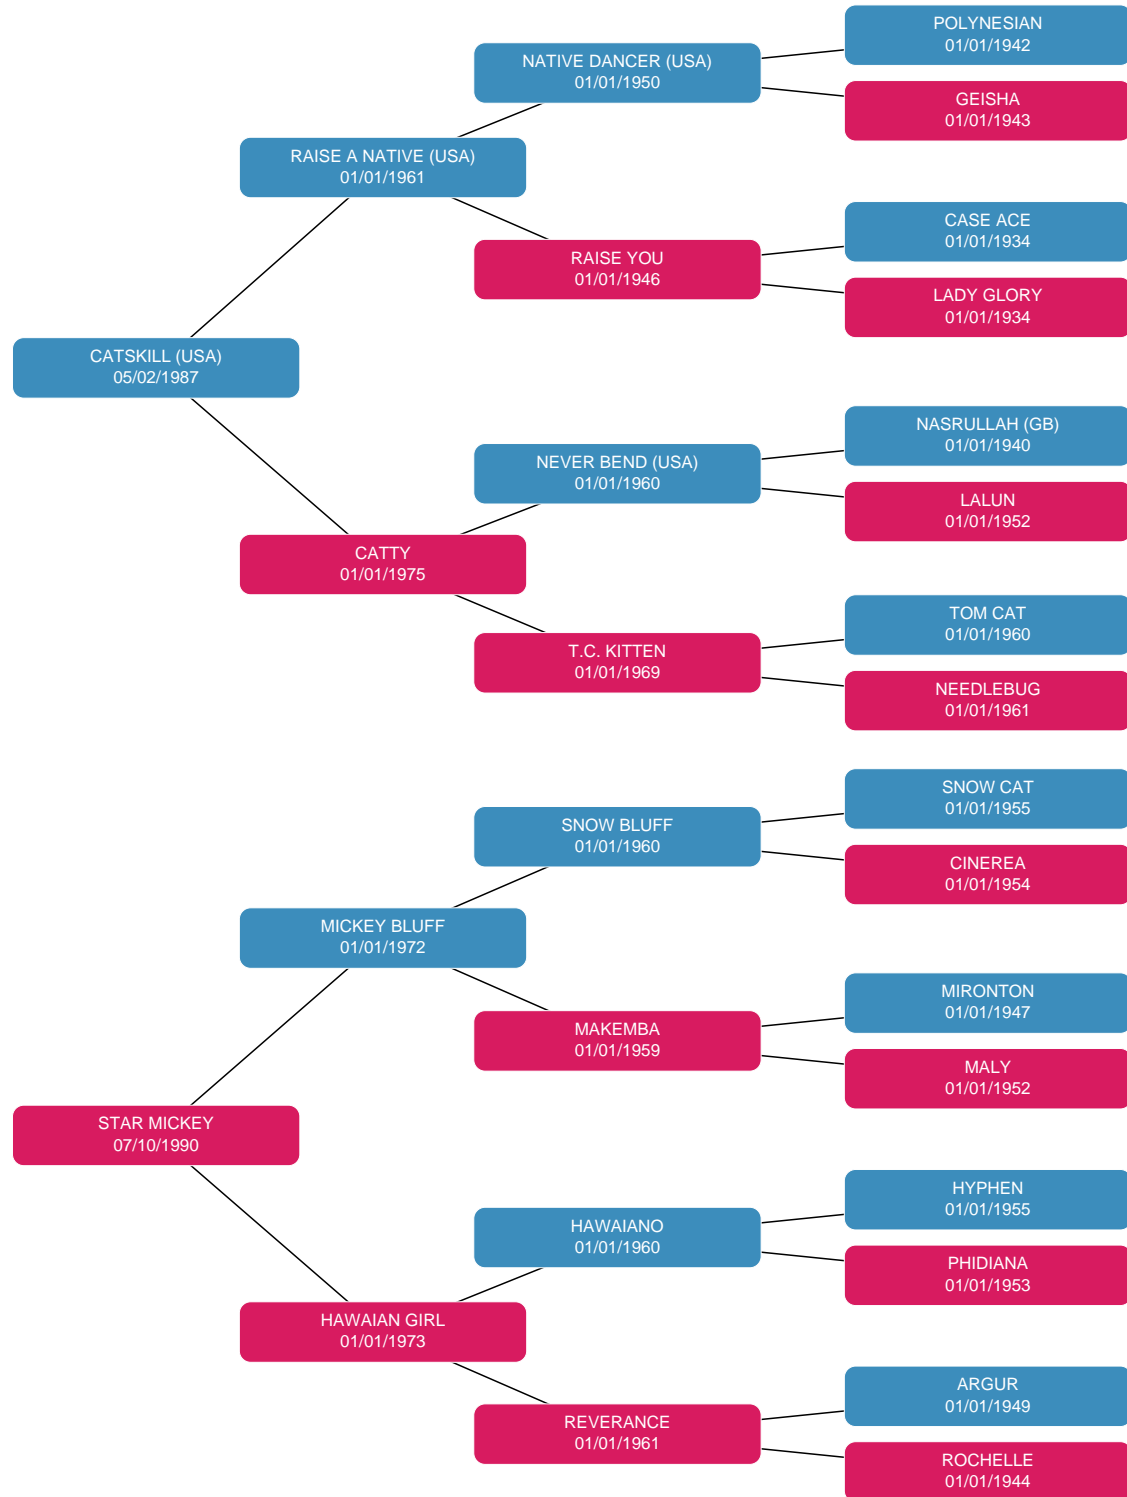 POLYNESIAN
01/01/1942
NATIVE DANCER (USA)
01/01/1950
GEISHA
01/01/1943
RAISE A NATIVE (USA)
01/01/1961
CASE ACE
01/01/1934
RAISE YOU
01/01/1946
LADY GLORY
01/01/1934
CATSKILL (USA)
05/02/1987
NASRULLAH (GB)
01/01/1940
NEVER BEND (USA)
01/01/1960
LALUN
01/01/1952
CATTY
01/01/1975
TOM CAT
01/01/1960
T.C. KITTEN
01/01/1969
NEEDLEBUG
01/01/1961
SNOW CAT
01/01/1955
SNOW BLUFF
01/01/1960
CINEREA
01/01/1954
MICKEY BLUFF
01/01/1972
MIRONTON
01/01/1947
MAKEMBA
01/01/1959
MALY
01/01/1952
STAR MICKEY
07/10/1990
HYPHEN
01/01/1955
HAWAIANO
01/01/1960
PHIDIANA
01/01/1953
HAWAIAN GIRL
01/01/1973
ARGUR
01/01/1949
REVERANCE
01/01/1961
ROCHELLE
01/01/1944